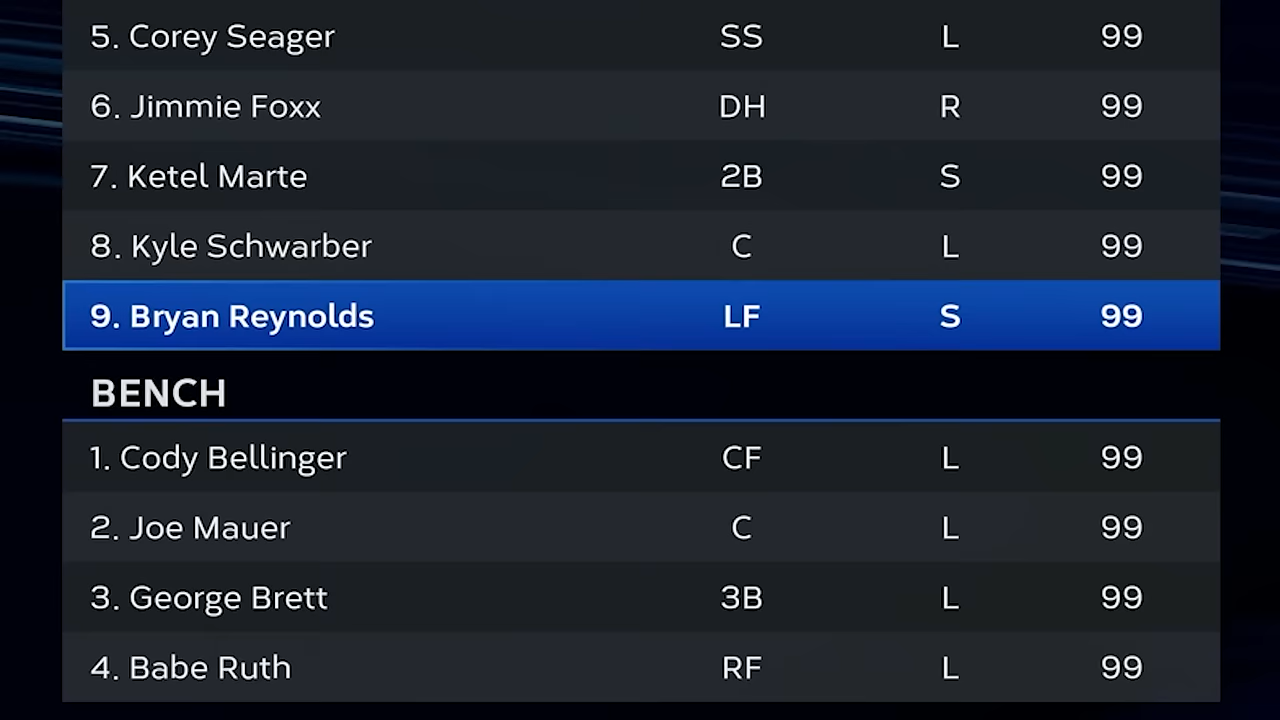 5. Corey Seager SS L 99
6. Jimmie Foxx DH R 99
7. Ketel Marte 2B S 99
8. Kyle Schwarber C L 99
9. Bryan Reynolds LF S 99
BENCH
1. Cody Bellinger CF L 99
2. Joe Mauer C L 99
3. George Brett 3B L 99
4. Babe Ruth RF L 99